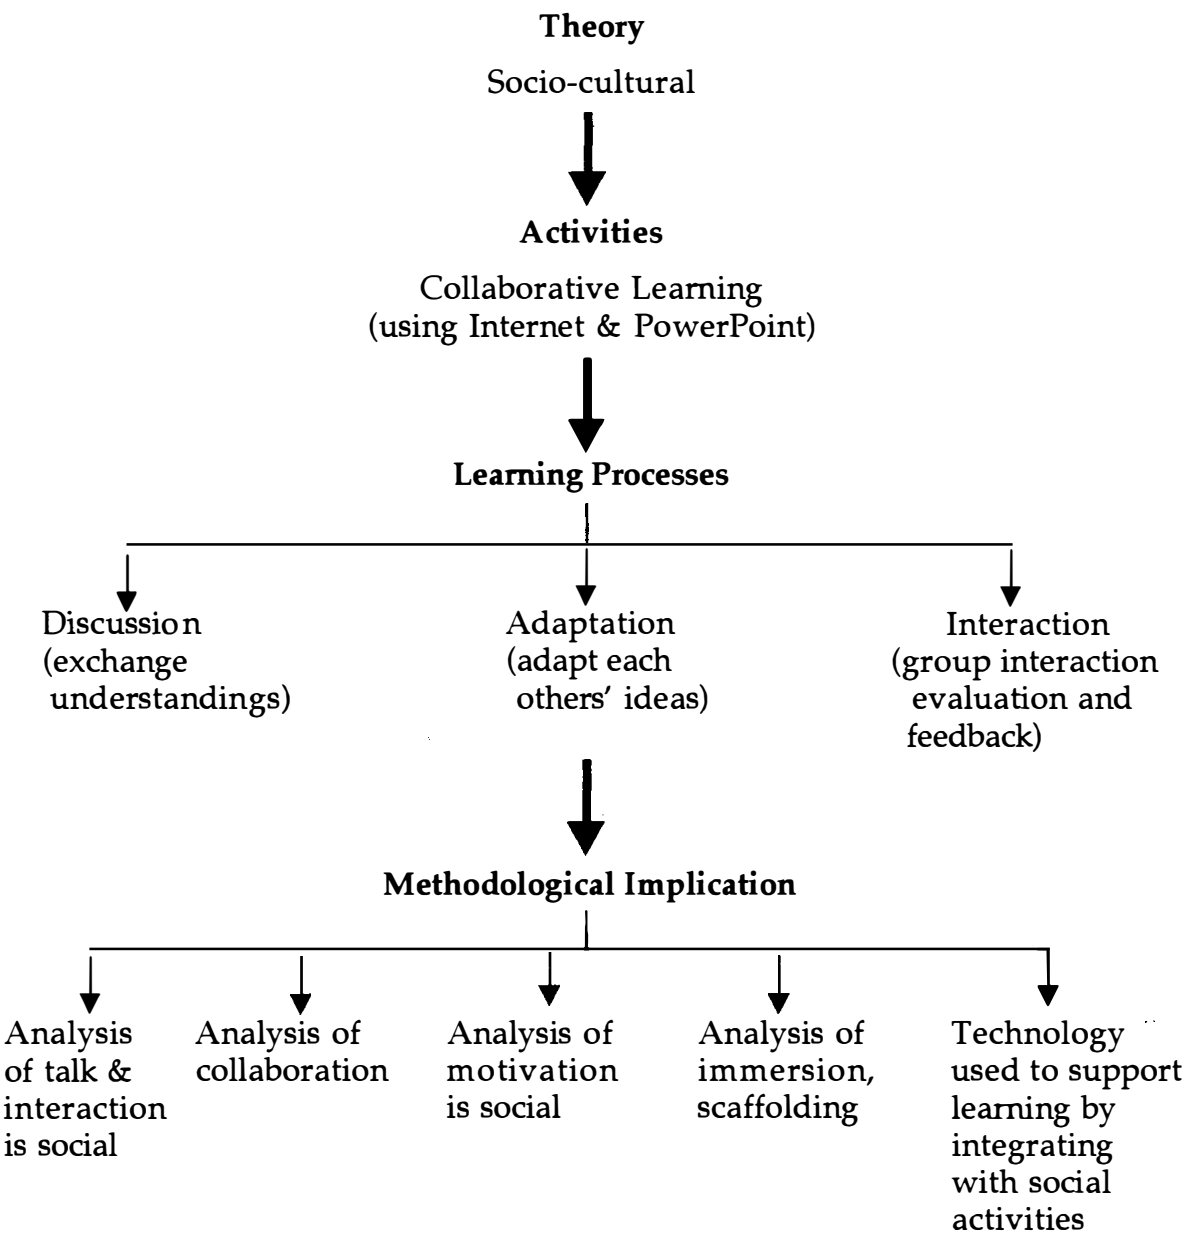 Theory
Socio-cultural
Activities
Collaborative Learning
(using Internet & PowerPoint)
Learning Processes
Discussion
(exchange
understandings)
Adaptation
(adapt each
others' ideas)
Interaction
(group interaction
evaluation and
feedback)
Methodological Implication
Analysis
of talk &
interaction
is social
Analysis of
collaboration
Analysis of
motivation
is social
Analysis of
immersion,
scaffolding
Technology
used to support
learning by
integrating
with social
activities